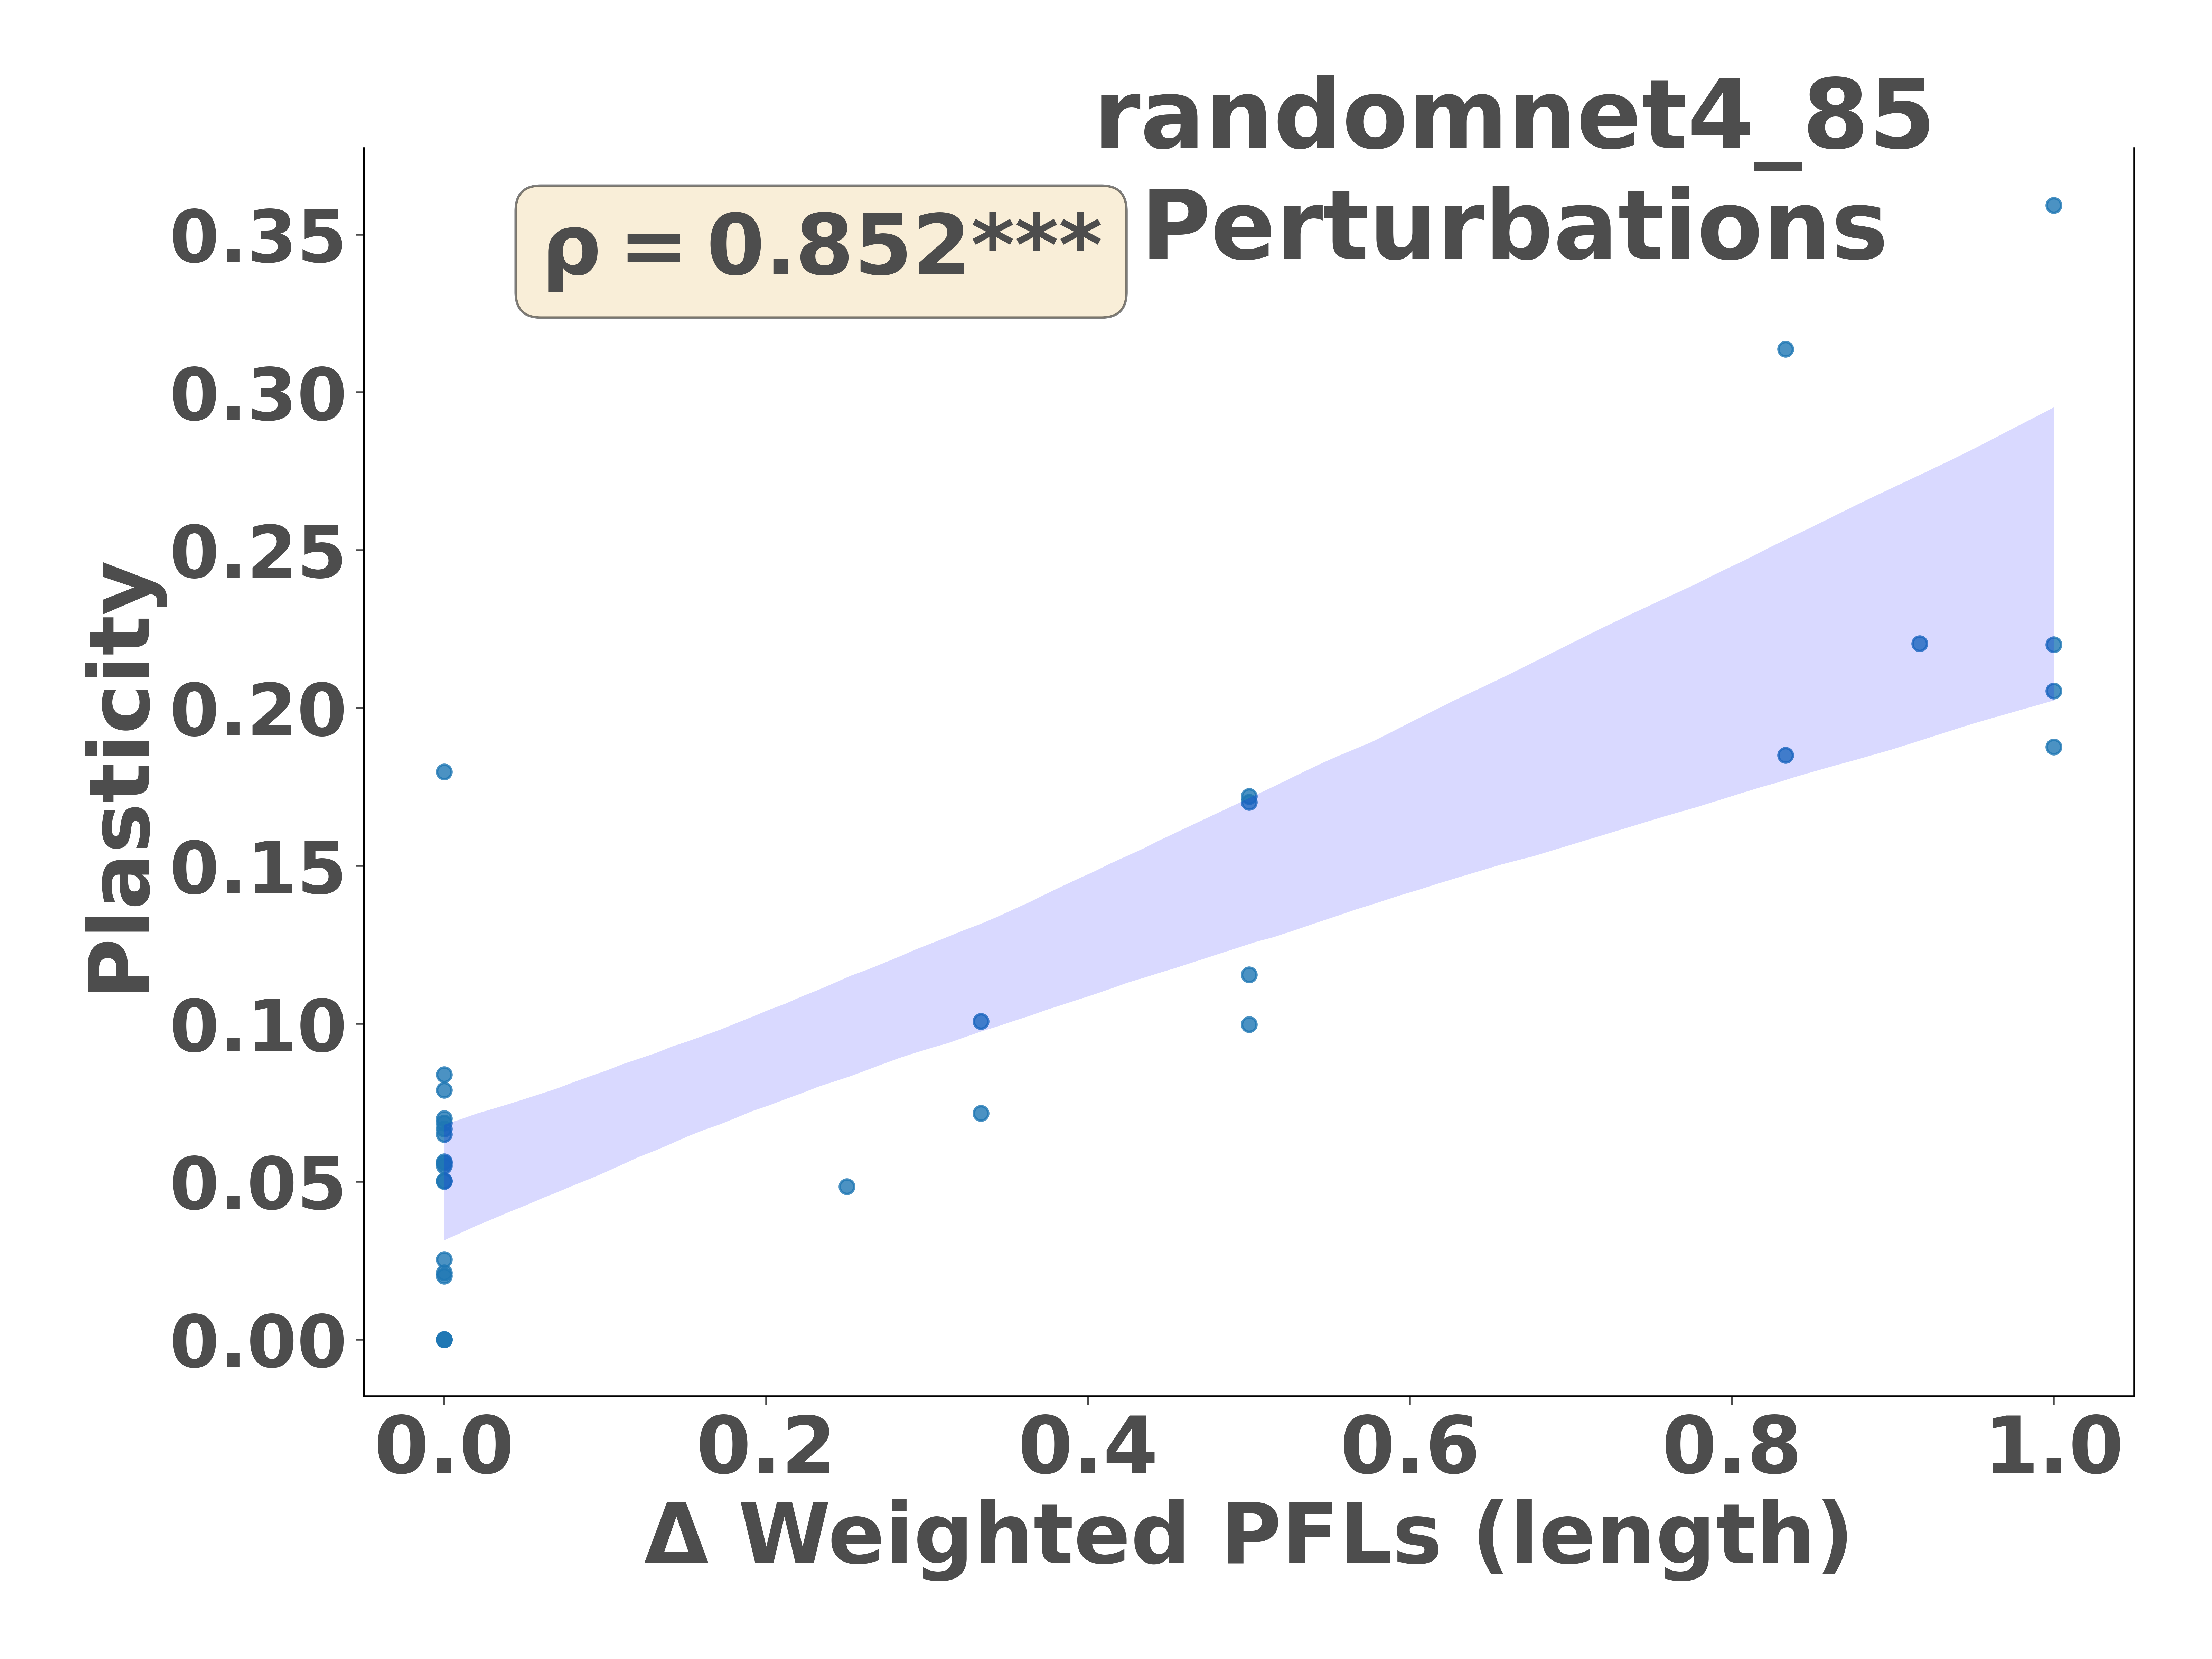 randomnet4_85
Perturbations
ρ = 0.852***
Plasticity
0.35
0.30
0.25
0.20
0.15
0.10
0.05
0.00
0.0 0.2 0.4 0.6 0.8 1.0
Δ Weighted PFLs (length)